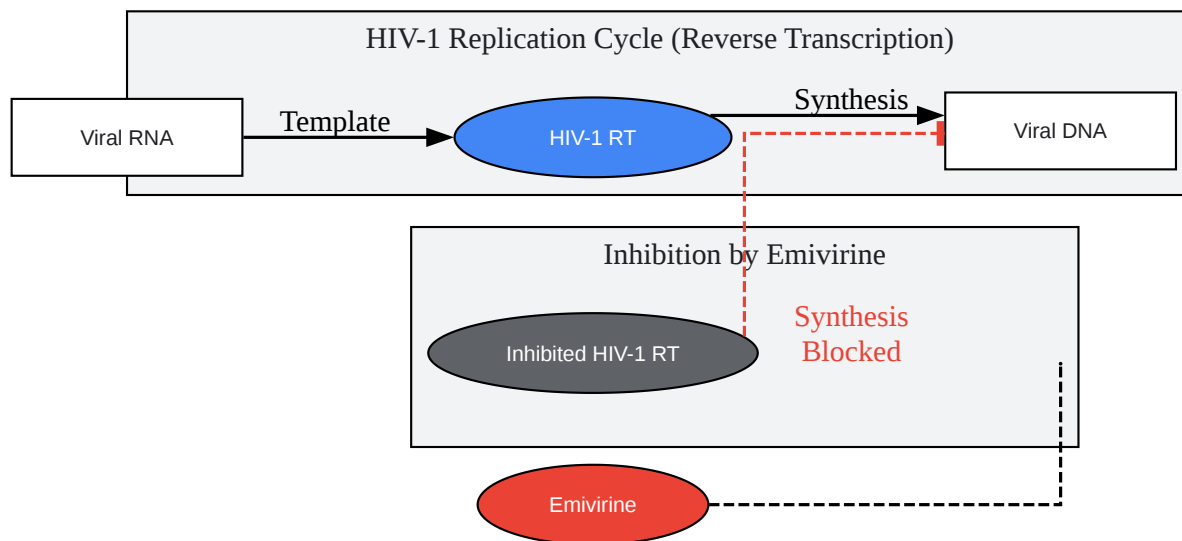 HIV-1 Replication Cycle (Reverse Transcription)
Viral RNA
Template
HIV-1 RT
Synthesis
Viral DNA
Inhibition by Emivirine
Inhibited HIV-1 RT
Synthesis
Blocked
Emivirine